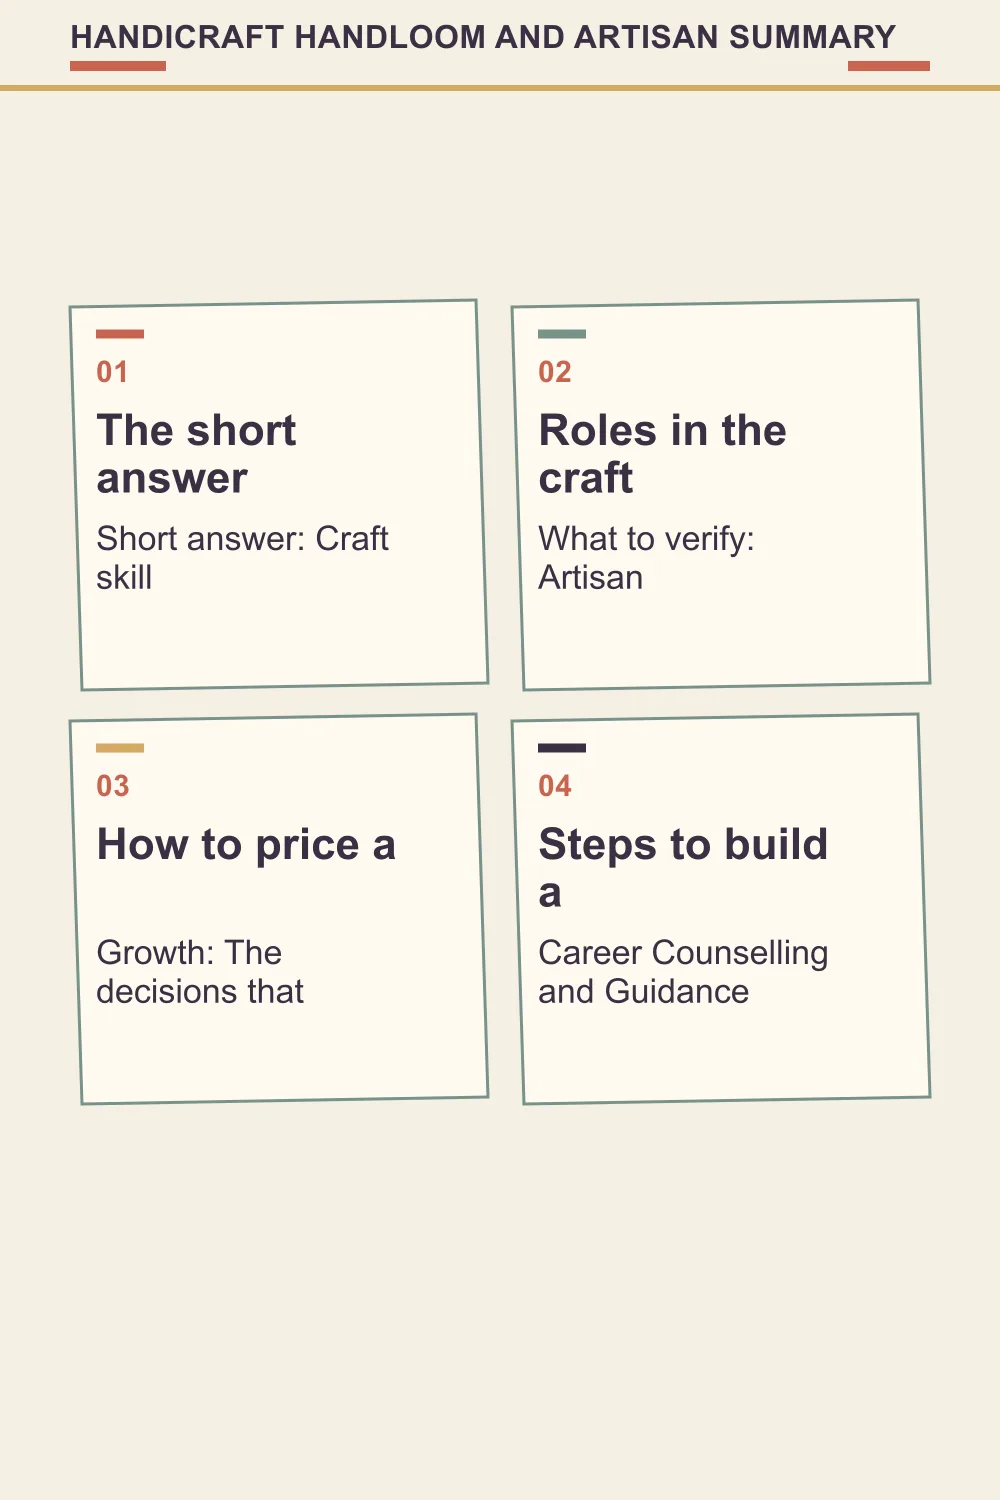 HANDICRAFT HANDLOOM AND ARTISAN SUMMARY
01
The short
answer
Short answer: Craft
skill
02
Roles in the
craft
What to verify:
Artisan
03
How to price a
Growth: The
decisions that
04
Steps to build
a
Career Counselling
and Guidance